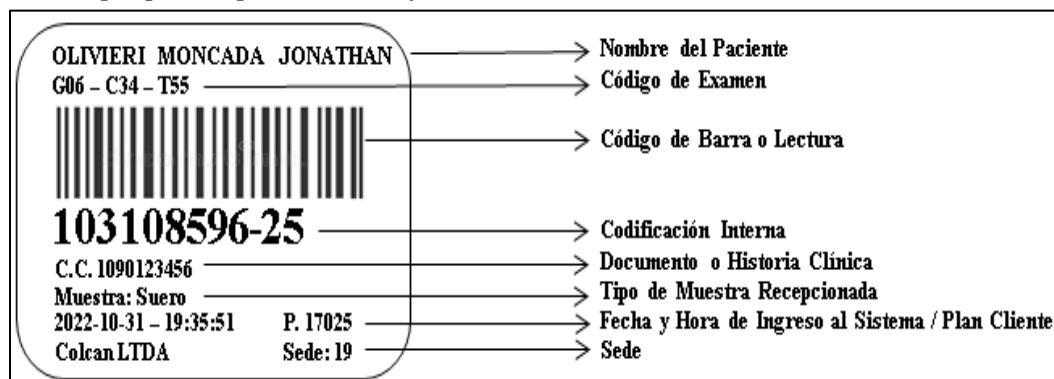 OLIVIERI MONCADA JONATHAN
G06 – C34 – T55
103108596-25
C.C. 1090123456
Muestra: Suero
2022-10-31 – 19:35:51 P. 17025
Colcan LTDA Sede: 19
Nombre del Paciente
Código de Examen
Código de Barra o Lectura
Codificación Interna
Documento o Historia Clínica
Tipo de Muestra Recepcionada
Fecha y Hora de Ingreso al Sistema / Plan Cliente
Sede